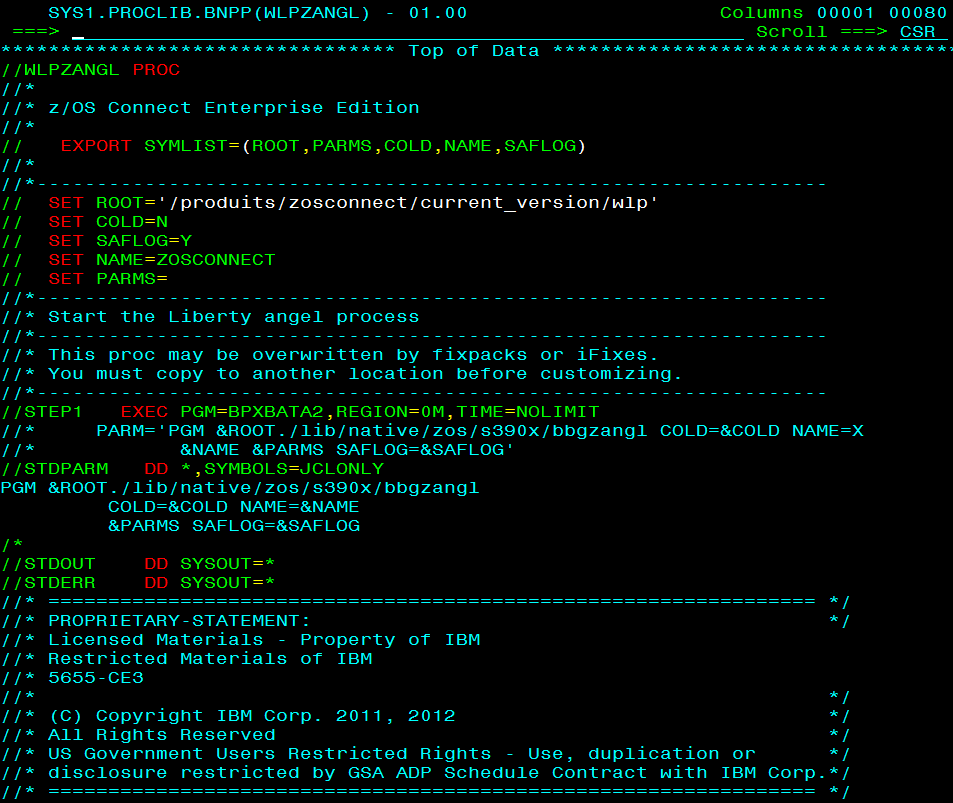 SYS1.PROCLIB.BNPP(WLPZANGL) - 01.00 Columns 00001 00080
===> _ Scroll ===> CSR
********************************* Top of Data **********************************
//WLPZANGL PROC
//*
//* z/OS Connect Enterprise Edition
//*
//   EXPORT SYMLIST=(ROOT,PARMS,COLD,NAME,SAFLOG)
//*
//*------------------------------------------------------------------
//  SET ROOT='/produits/zosconnect/current_version/wlp'
//  SET COLD=N
//  SET SAFLOG=Y
//  SET NAME=ZOSCONNECT
//  SET PARMS=
//*------------------------------------------------------------------
//* Start the Liberty angel process
//*------------------------------------------------------------------
//* This proc may be overwritten by fixpacks or iFixes.
//* You must copy to another location before customizing.
//*------------------------------------------------------------------
//STEP1   EXEC PGM=BPXBATA2,REGION=0M,TIME=NOLIMIT
//*     PARM='PGM &ROOT./lib/native/zos/s390x/bbgzangl COLD=&COLD NAME=X
//*            &NAME &PARMS SAFLOG=&SAFLOG'
//STDPARM   DD *,SYMBOLS=JCLONLY
PGM &ROOT./lib/native/zos/s390x/bbgzangl
         COLD=&COLD NAME=&NAME
         &PARMS SAFLOG=&SAFLOG
/*
//STDOUT    DD SYSOUT=*
//STDERR    DD SYSOUT=*
//* ================================================================ */
//* PROPRIETARY-STATEMENT:                                           */
//* Licensed Materials - Property of IBM
//* Restricted Materials of IBM
//* 5655-CE3
//*                                                                  */
//* (C) Copyright IBM Corp. 2011, 2012                               */
//* All Rights Reserved                                              */
//* US Government Users Restricted Rights - Use, duplication or      */
//* disclosure restricted by GSA ADP Schedule Contract with IBM Corp.*/
//* ================================================================ */